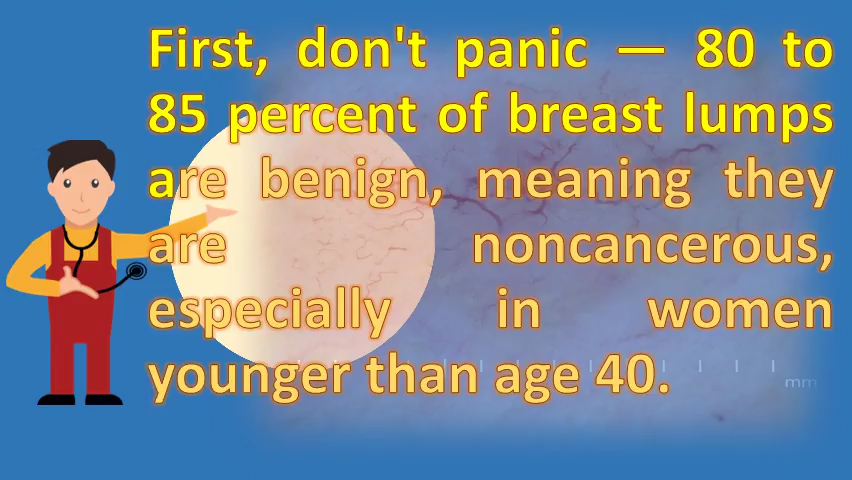 First, don't panic — 80 to
85 percent of breast lumps
are benign, meaning they
are noncancerous,
especially in women
younger than age 40.
mm